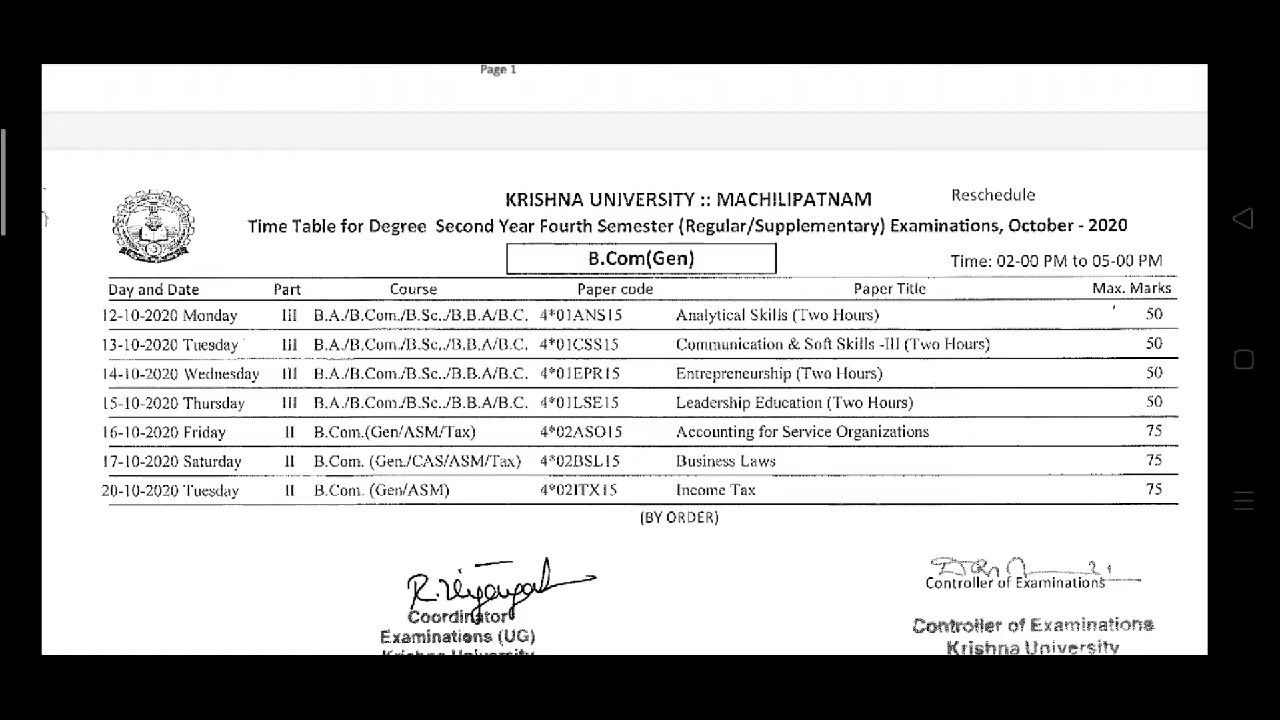 Page 1
KRISHNA UNIVERSITY :: MACHILIPATNAM
Reschedule
Time Table for Degree Second Year Fourth Semester (Regular/Supplementary) Examinations, October - 2020
B.Com(Gen)
Time: 02-00 PM to 05-00 PM
Day and Date Part Course Paper code Paper Title Max. Marks
12-10-2020 Monday III B.A./B.Com./B.Sc../B.B.A/B.C. 4*01ANS15 Analytical Skills (Two Hours) 50
13-10-2020 Tuesday III B.A./B.Com./B.Sc../B.B.A/B.C. 4*01CSS15 Communication & Soft Skills -III (Two Hours) 50
14-10-2020 Wednesday III B.A./B.Com./B.Sc../B.B.A/B.C. 4*01EPR15 Entrepreneurship (Two Hours) 50
15-10-2020 Thursday III B.A./B.Com./B.Sc../B.B.A/B.C. 4*01LSE15 Leadership Education (Two Hours) 50
16-10-2020 Friday II B.Com.(Gen/ASM/Tax) 4*02ASO15 Accounting for Service Organizations 75
17-10-2020 Saturday II B.Com. (Gen./CAS/ASM/Tax) 4*02BSL15 Business Laws 75
20-10-2020 Tuesday II B.Com. (Gen/ASM) 4*02ITX15 Income Tax 75
(BY ORDER)
Controller of Examinations
Coordinator
Examinations (UG)
Krishna University
Controller of Examinations
Krishna University